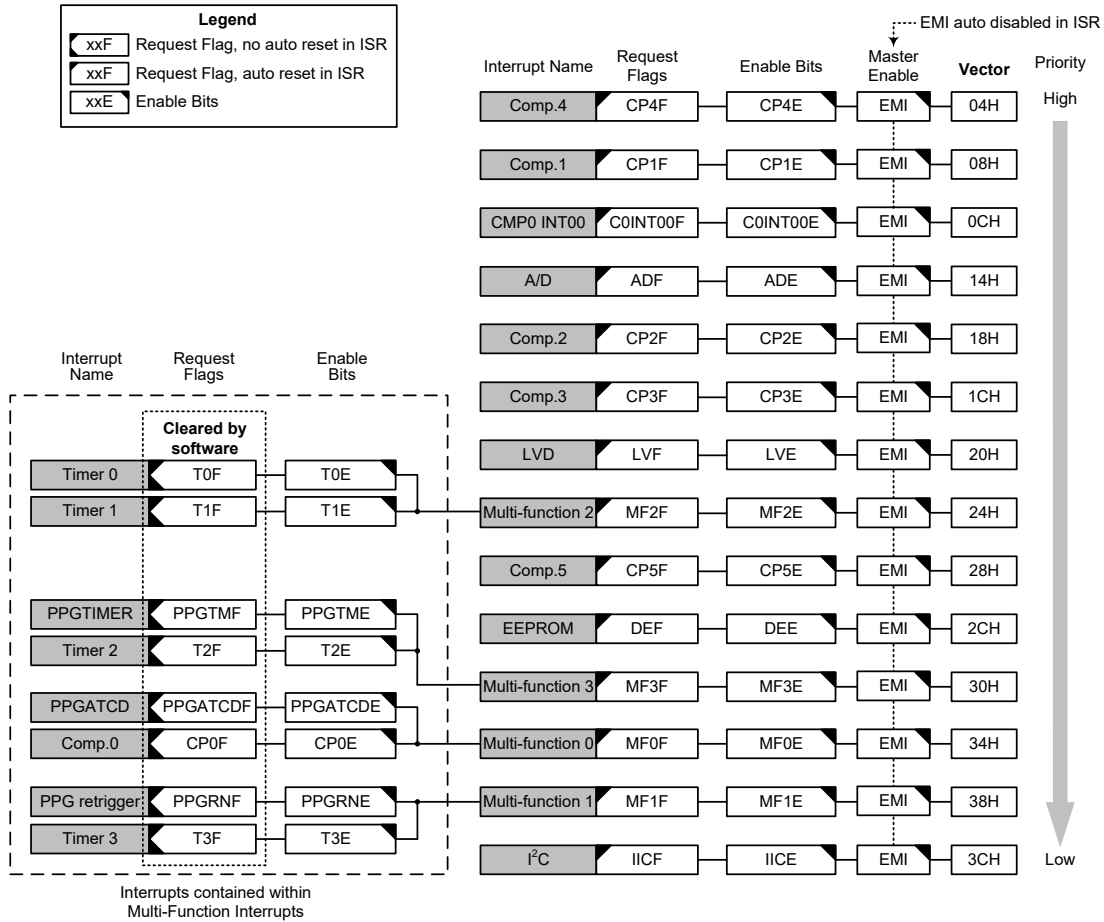 Legend
xxF Request Flag, no auto reset in ISR
xxF Request Flag, auto reset in ISR
xxE Enable Bits
EMI auto disabled in ISR
Interrupt Name Request Flags Enable Bits Master Enable Vector Priority
Comp.4 CP4F CP4E EMI 04H High
Comp.1 CP1F CP1E EMI 08H
CMP0 INT00 C0INT00F C0INT00E EMI 0CH
A/D ADF ADE EMI 14H
Comp.2 CP2F CP2E EMI 18H
Comp.3 CP3F CP3E EMI 1CH
LVD LVF LVE EMI 20H
Multi-function 2 MF2F MF2E EMI 24H
Comp.5 CP5F CP5E EMI 28H
EEPROM DEF DEE EMI 2CH
Multi-function 3 MF3F MF3E EMI 30H
Multi-function 0 MF0F MF0E EMI 34H
Multi-function 1 MF1F MF1E EMI 38H
I²C IICF IICE EMI 3CH Low
Interrupt Name Request Flags Enable Bits
Cleared by
software
Timer 0 T0F T0E
Timer 1 T1F T1E
PPGTIMER PPGTMF PPGTME
Timer 2 T2F T2E
PPGATCD PPGATCDF PPGATCDE
Comp.0 CP0F CP0E
PPG retrigger PPGRNF PPGRNE
Timer 3 T3F T3E
Interrupts contained within
Multi-Function Interrupts